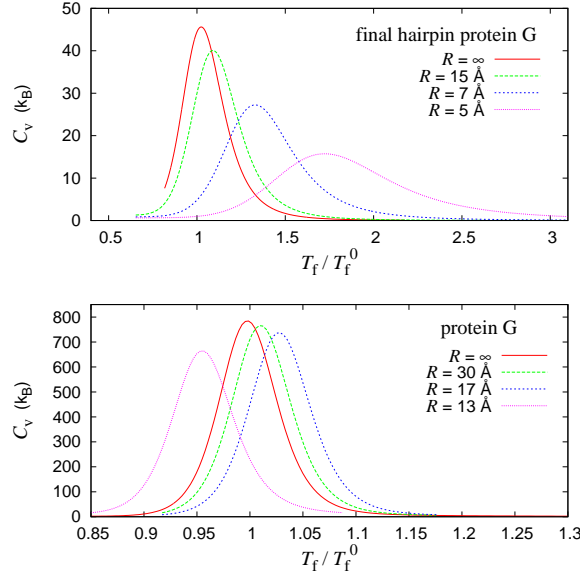 50
40
30
20
10
0
C_v (k_B)
final hairpin protein G
R = ∞
R = 15 Å
R = 7 Å
R = 5 Å
0.5 1 1.5 2 2.5 3
T_f / T_f^0
800
700
600
500
400
300
200
100
0
C_v (k_B)
protein G
R = ∞
R = 30 Å
R = 17 Å
R = 13 Å
0.85 0.9 0.95 1 1.05 1.1 1.15 1.2 1.25 1.3
T_f / T_f^0